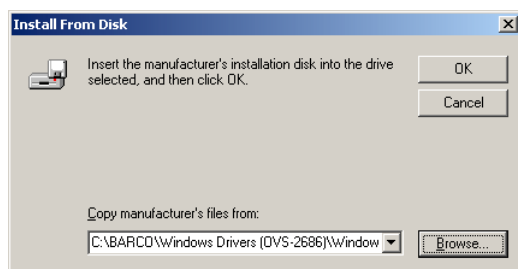 Install From Disk
Insert the manufacturer's installation disk into the drive
selected, and then click OK.
OK
Cancel
Copy manufacturer's files from:
C:\BARCO\Windows Drivers (OVS-2686)\Window
Browse...